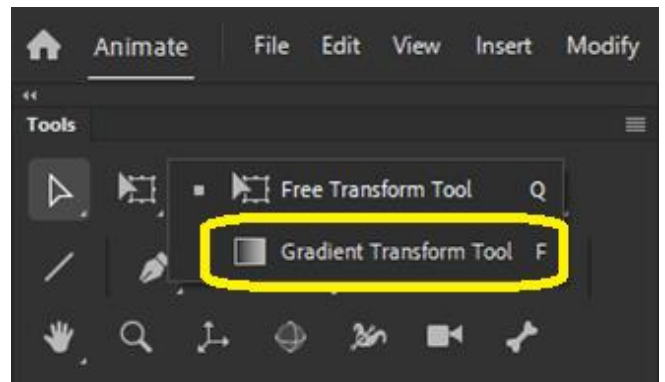 Animate File Edit View Insert Modify
Tools
Free Transform Tool Q
Gradient Transform Tool F